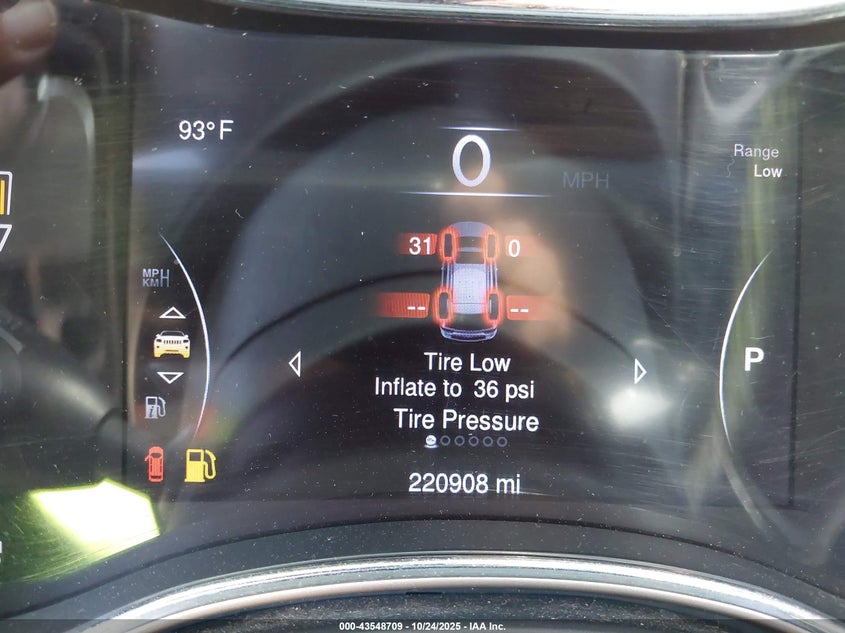 93°F
0
MPH
Range
Low
31 0
-- --
MPH
KM/H
P
Tire Low
Inflate to 36 psi
Tire Pressure
220908 mi
000-43548709 - 10/24/2025 - IAA Inc.